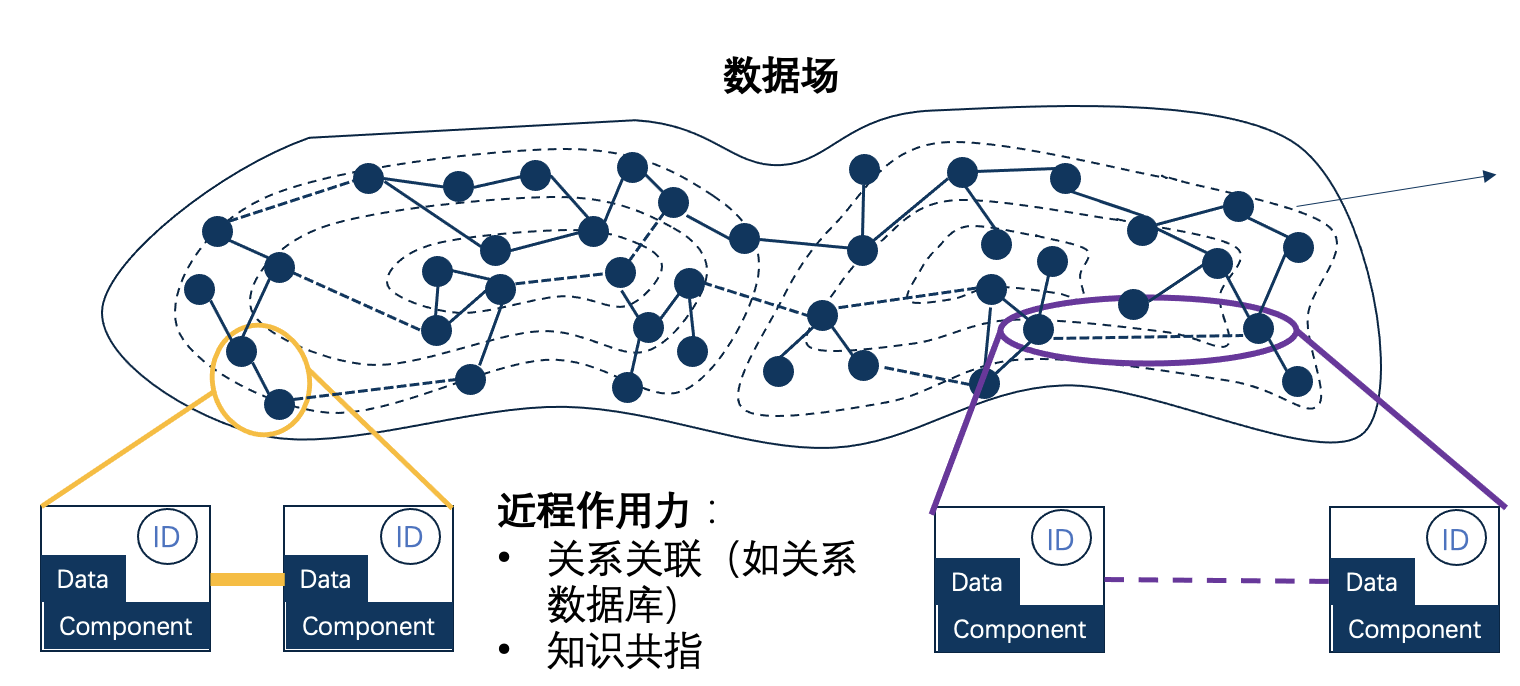 数据场
ID
Data
Component
ID
Data
Component
近程作用力：
• 关系关联（如关系
数据库）
• 知识共指
ID
Data
Component
ID
Data
Component